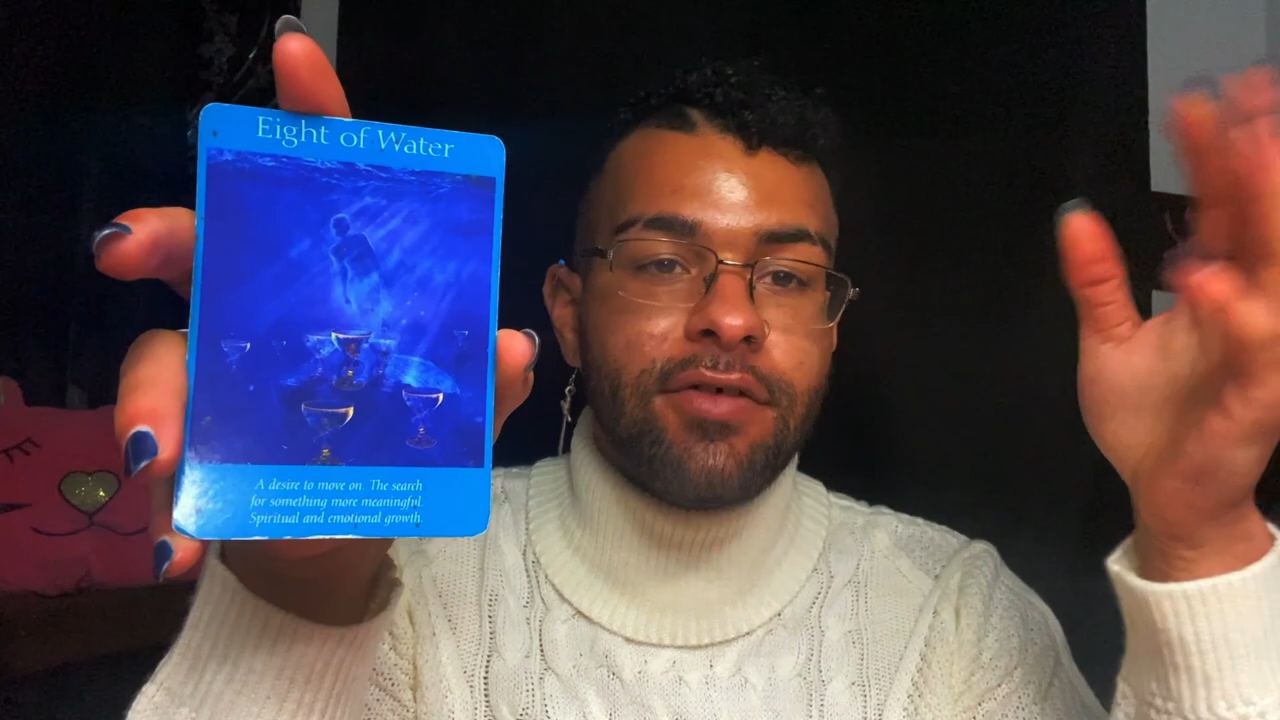 Eight of Water
A desire to move on. The search
for something more meaningful.
Spiritual and emotional growth.